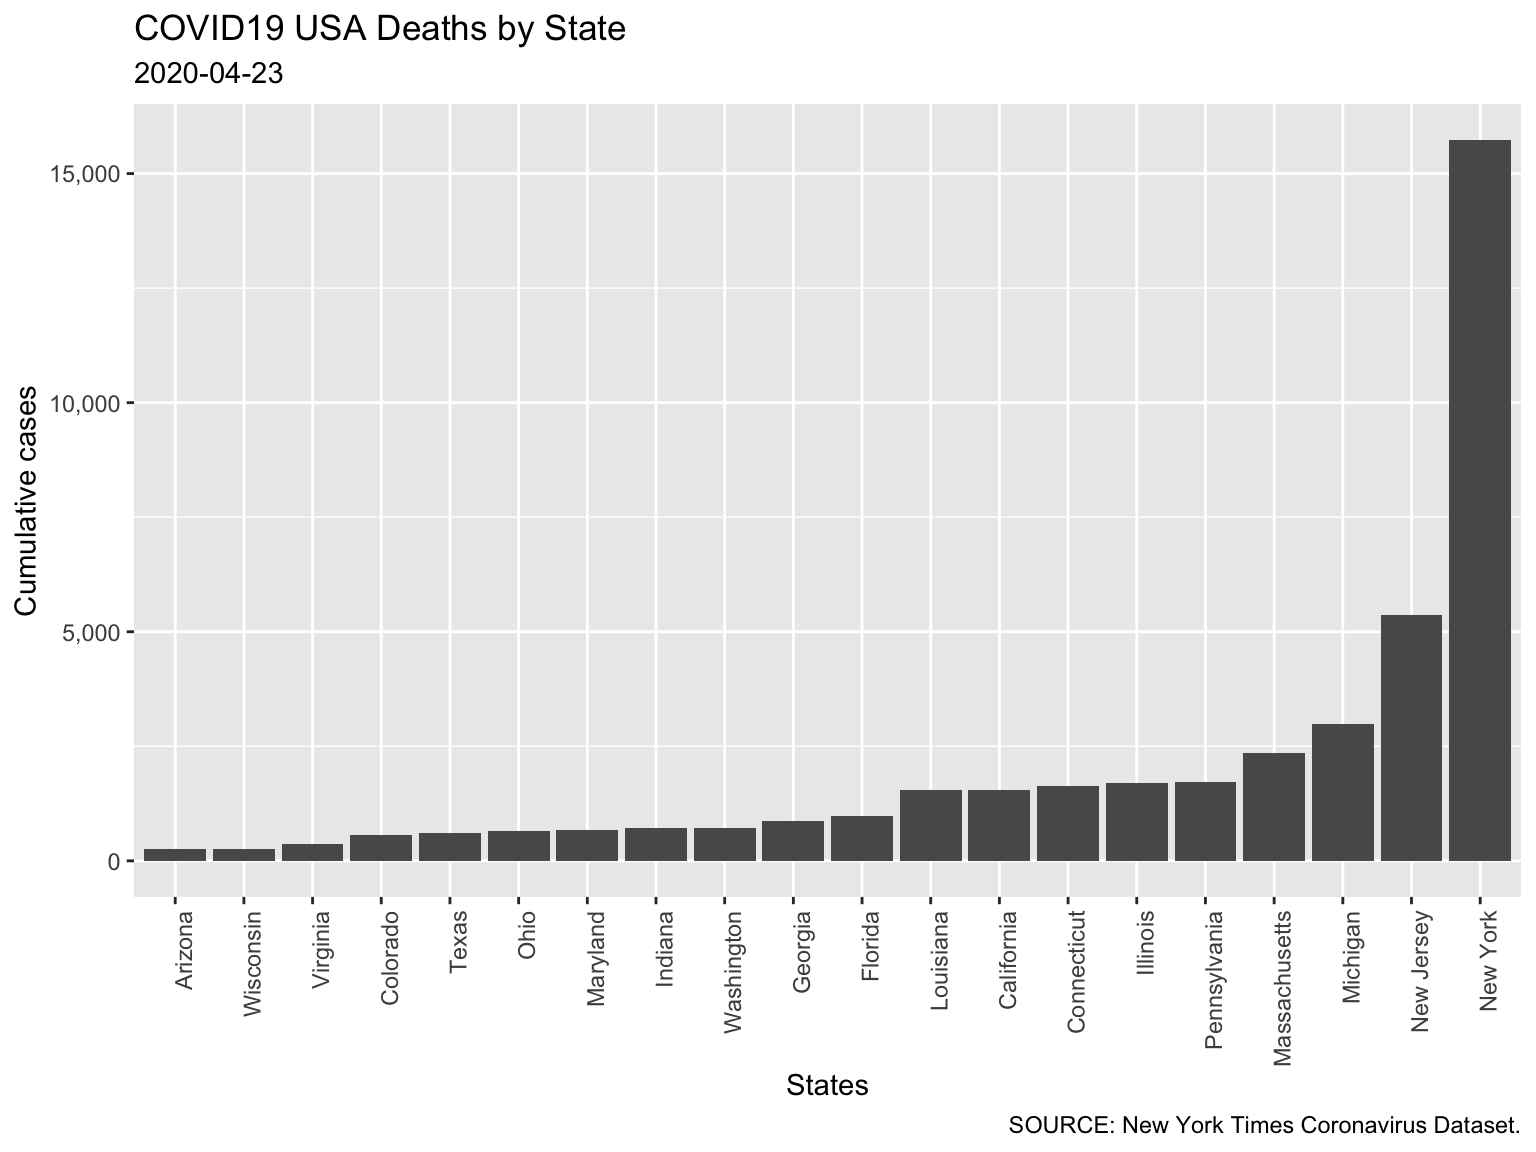 COVID19 USA Deaths by State
2020-04-23
Cumulative cases
15,000
10,000
5,000
0
Arizona
Wisconsin
Virginia
Colorado
Texas
Ohio
Maryland
Indiana
Washington
Georgia
Florida
Louisiana
California
Connecticut
Illinois
Pennsylvania
Massachusetts
Michigan
New Jersey
New York
States
SOURCE: New York Times Coronavirus Dataset.